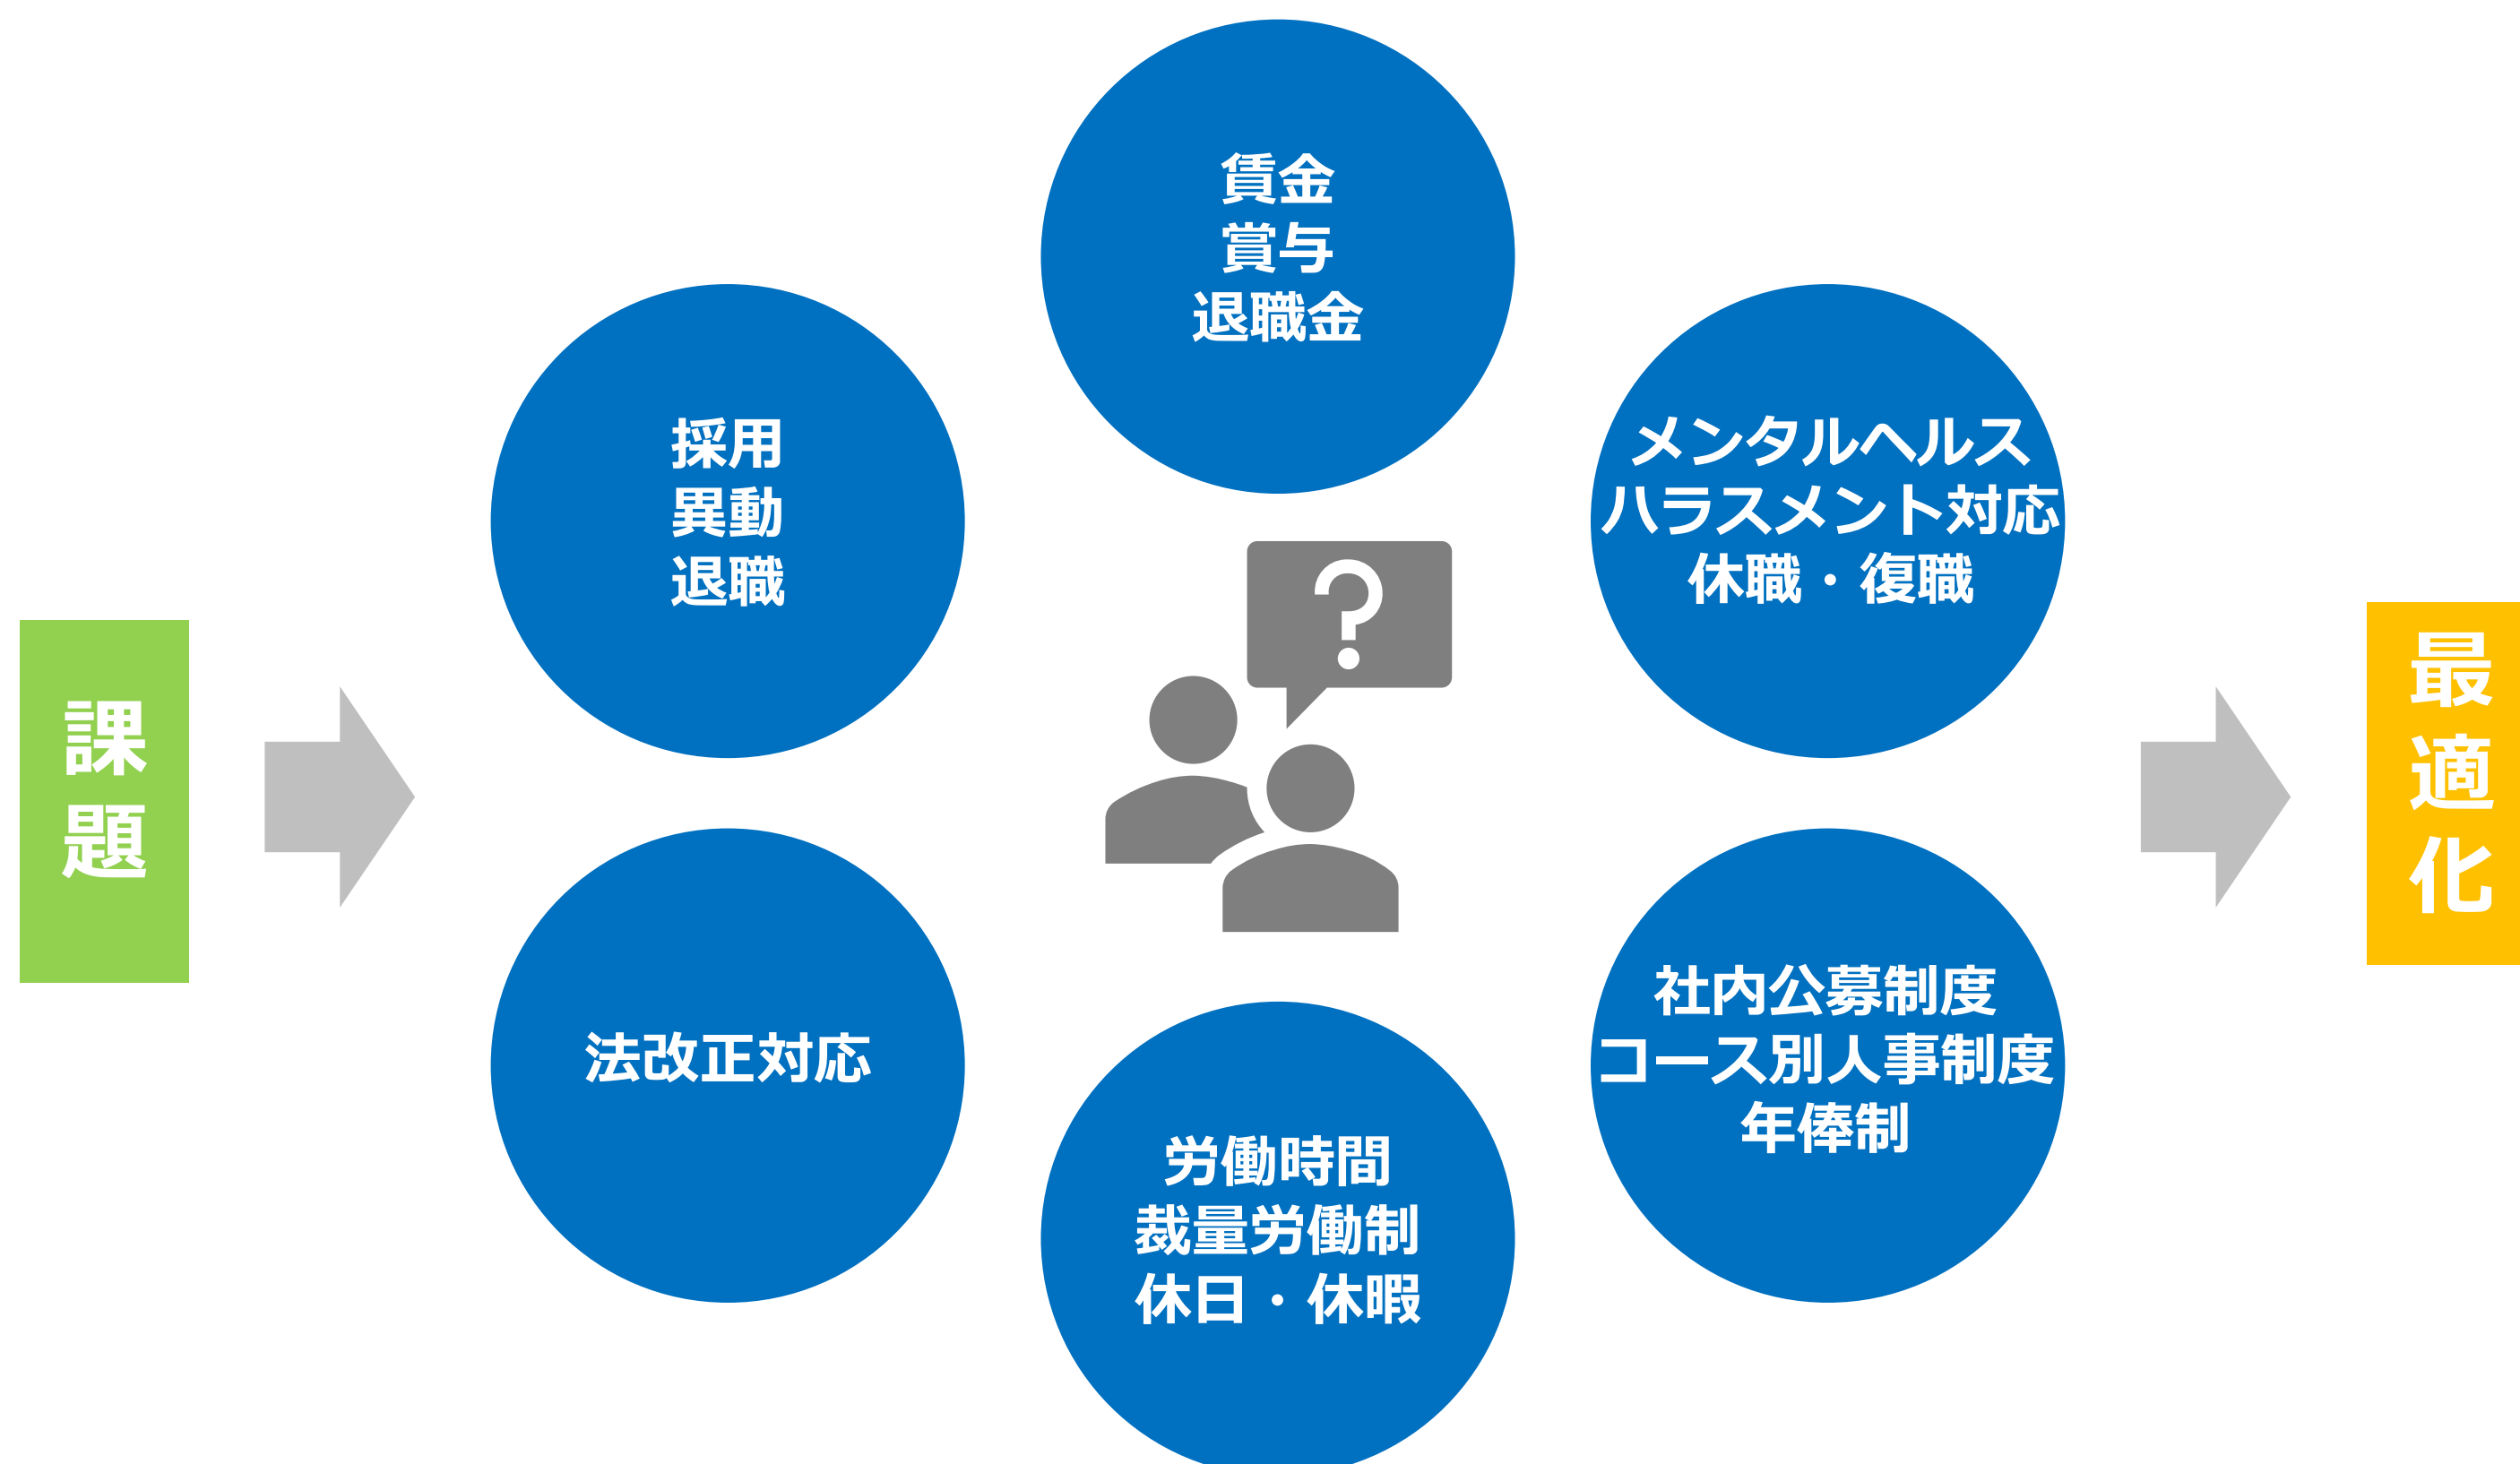 課題
採用
異動
退職
賃金
賞与
退職金
メンタルヘルス
ハラスメント対応
休職・復職
法改正対応
労働時間
裁量労働制
休日・休暇
社内公募制度
コース別人事制度
年俸制
最適化
?